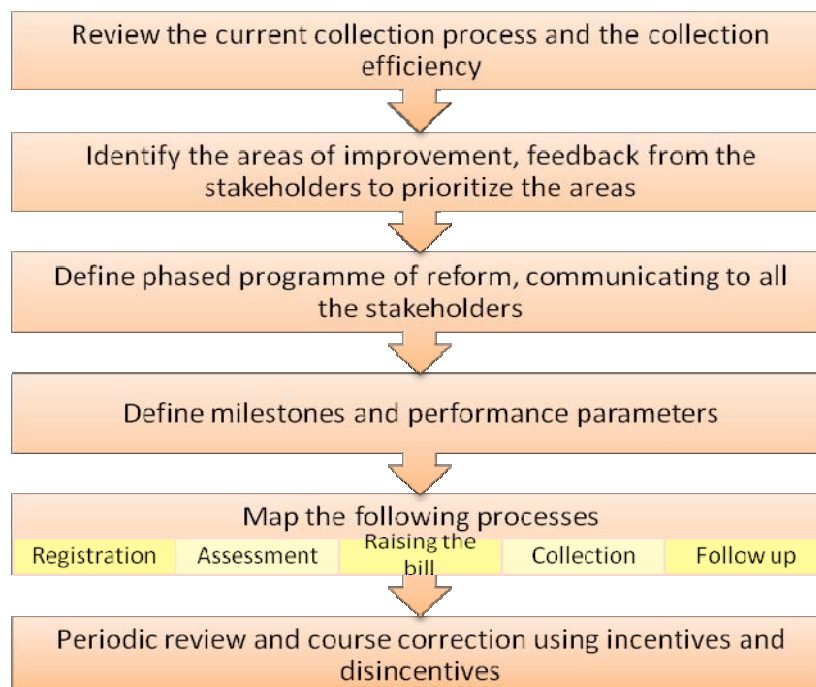 Review the current collection process and the collection
efficiency
Identify the areas of improvement, feedback from the
stakeholders to prioritize the areas
Define phased programme of reform, communicating to all
the stakeholders
Define milestones and performance parameters
Map the following processes
Registration
Assessment
Raising the
bill
Collection
Follow up
Periodic review and course correction using incentives and
disincentives